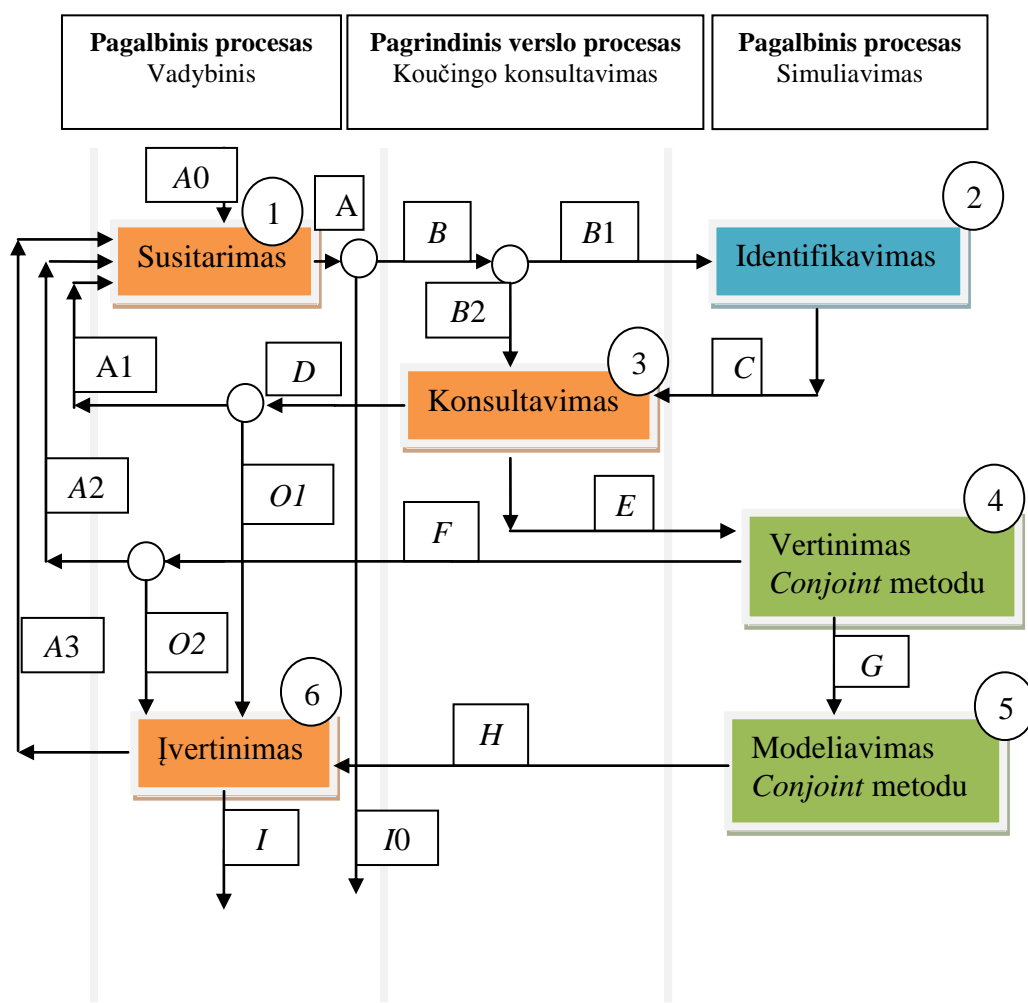 Pagalbinis procesas
Vadybinis
Pagrindinis verslo procesas
Koučingo konsultavimas
Pagalbinis procesas
Simuliavimas
A0
1
A
B
B1
2
Susitarimas
Identifikavimas
B2
A1
D
3
C
Konsultavimas
A2
O1
F
E
4
Vertinimas
Conjoint metodu
A3
O2
G
6
H
5
Įvertinimas
Modeliavimas
Conjoint metodu
I
I0